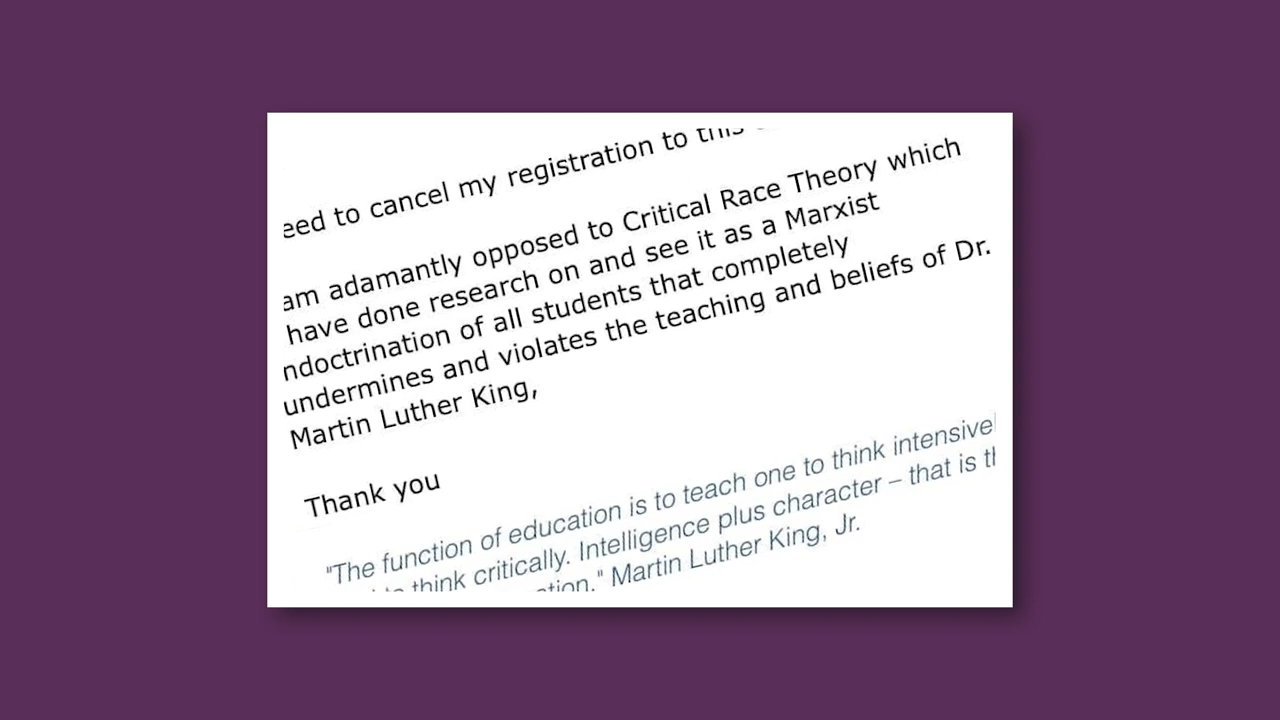 eed to cancel my registration to this
am adamantly opposed to Critical Race Theory which
have done research on and see it as a Marxist
ndoctrination of all students that completely
undermines and violates the teaching and beliefs of Dr.
Martin Luther King,
Thank you
"The function of education is to teach one to think intensivel
think critically. Intelligence plus character – that is th
ation." Martin Luther King, Jr.